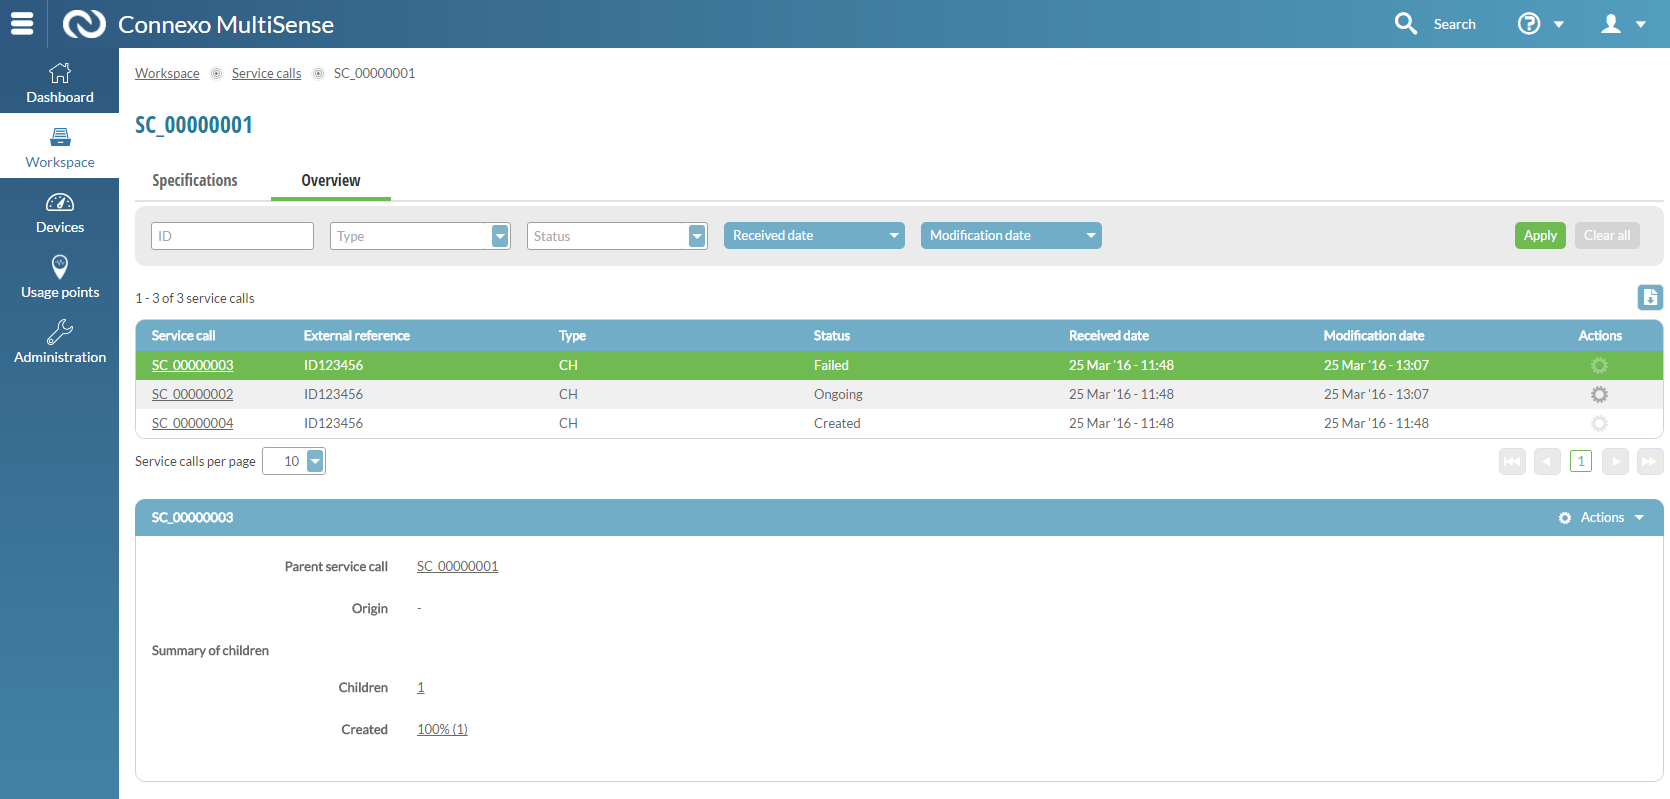 Connexo MultiSense
Search
Dashboard
Workspace
Devices
Usage points
Administration
Workspace Service calls SC_00000001
SC_00000001
Specifications Overview
ID Type Status Received date Modification date Apply Clear all
1 - 3 of 3 service calls
Service call External reference Type Status Received date Modification date Actions
SC_00000003 ID123456 CH Failed 25 Mar '16 - 11:48 25 Mar '16 - 13:07
SC_00000002 ID123456 CH Ongoing 25 Mar '16 - 11:48 25 Mar '16 - 13:07
SC_00000004 ID123456 CH Created 25 Mar '16 - 11:48 25 Mar '16 - 11:48
Service calls per page 10 1
SC_00000003 Actions
Parent service call SC_00000001
Origin -
Summary of children
Children 1
Created 100% (1)